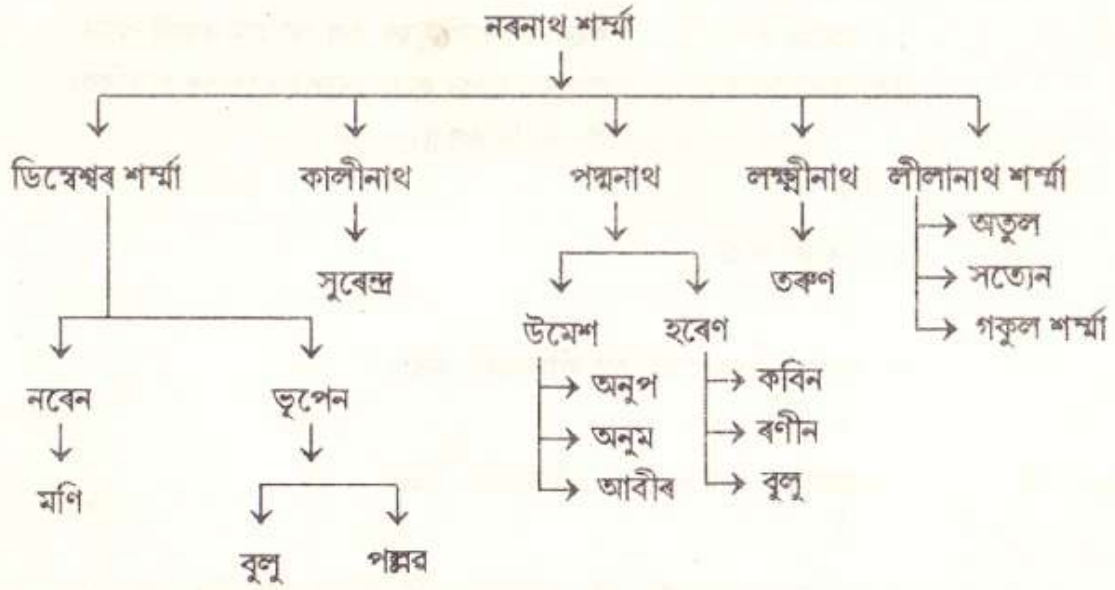 নৰনাথ শৰ্ম্মা
ডিম্বেশ্বৰ শৰ্ম্মা কালীনাথ পদ্মনাথ লক্ষ্মীনাথ লীলানাথ শৰ্ম্মা
অতুল
সুৰেন্দ্ৰ তৰুণ সত্যেন
উমেশ হৰেণ গকুল শৰ্ম্মা
নৰেন ভূপেন অনুপ কবিন
অনুম ৰণীন
মণি আবীৰ বুলু
বুলু পল্লৱ